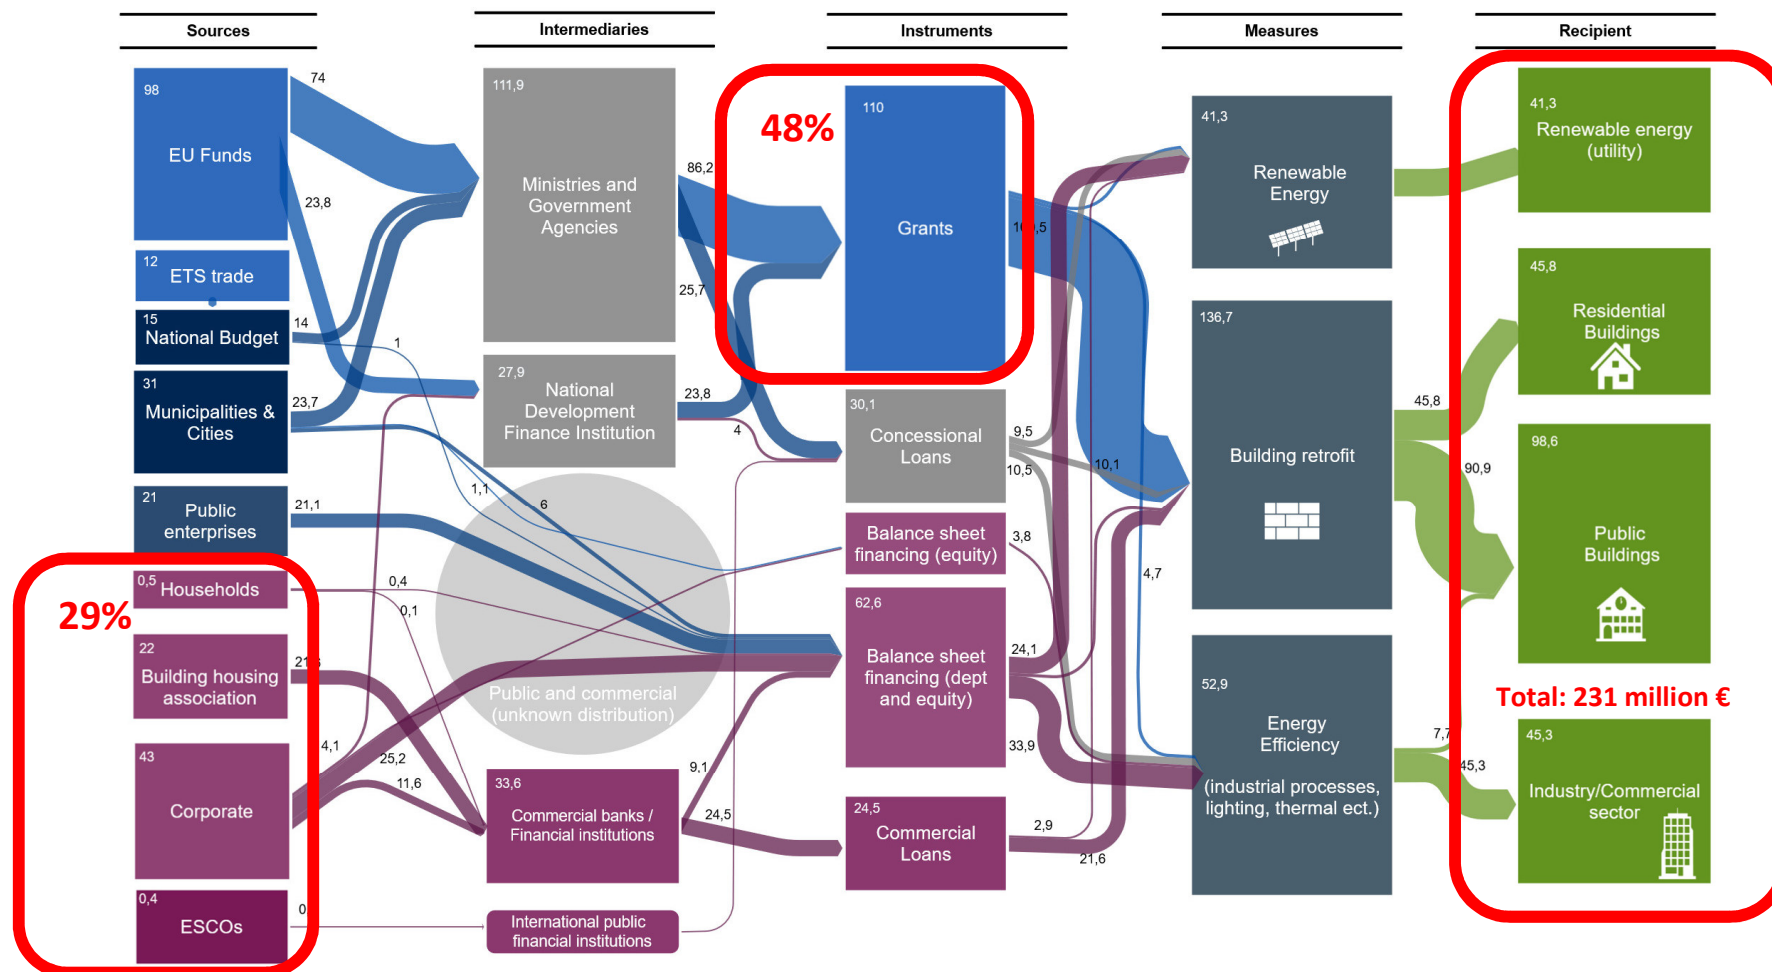 Sources
Intermediaries
Instruments
Measures
Recipient
98
EU Funds
12
ETS trade
15
National Budget
31
Municipalities &
Cities
21
Public
enterprises
0,5
Households
29%
22
Building housing
association
43
Corporate
0,4
ESCOs
74
23,8
14
1
23,7
1,1
6
21,1
0,4
0,1
4,1
25,2
11,6
111,9
Ministries and
Government
Agencies
27,9
National
Development
Finance Institution
Public and commercial
(unknown distribution)
33,6
Commercial banks /
Financial institutions
International public
financial institutions
86,2
25,7
23,8
4
9,1
24,5
48%
110
Grants
30,1
Concessional
Loans
Balance sheet
financing (equity)
62,6
Balance sheet
financing (dept
and equity)
24,5
Commercial
Loans
9,5
10,5
10,1
3,8
4,7
24,1
33,9
2,9
21,6
41,3
Renewable
Energy
136,7
Building retrofit
52,9
Energy
Efficiency
(industrial processes,
lighting, thermal ect.)
45,8
90,9
7,7
45,3
41,3
Renewable energy
(utility)
45,8
Residential
Buildings
98,6
Public
Buildings
Total: 231 million €
45,3
Industry/Commercial
sector